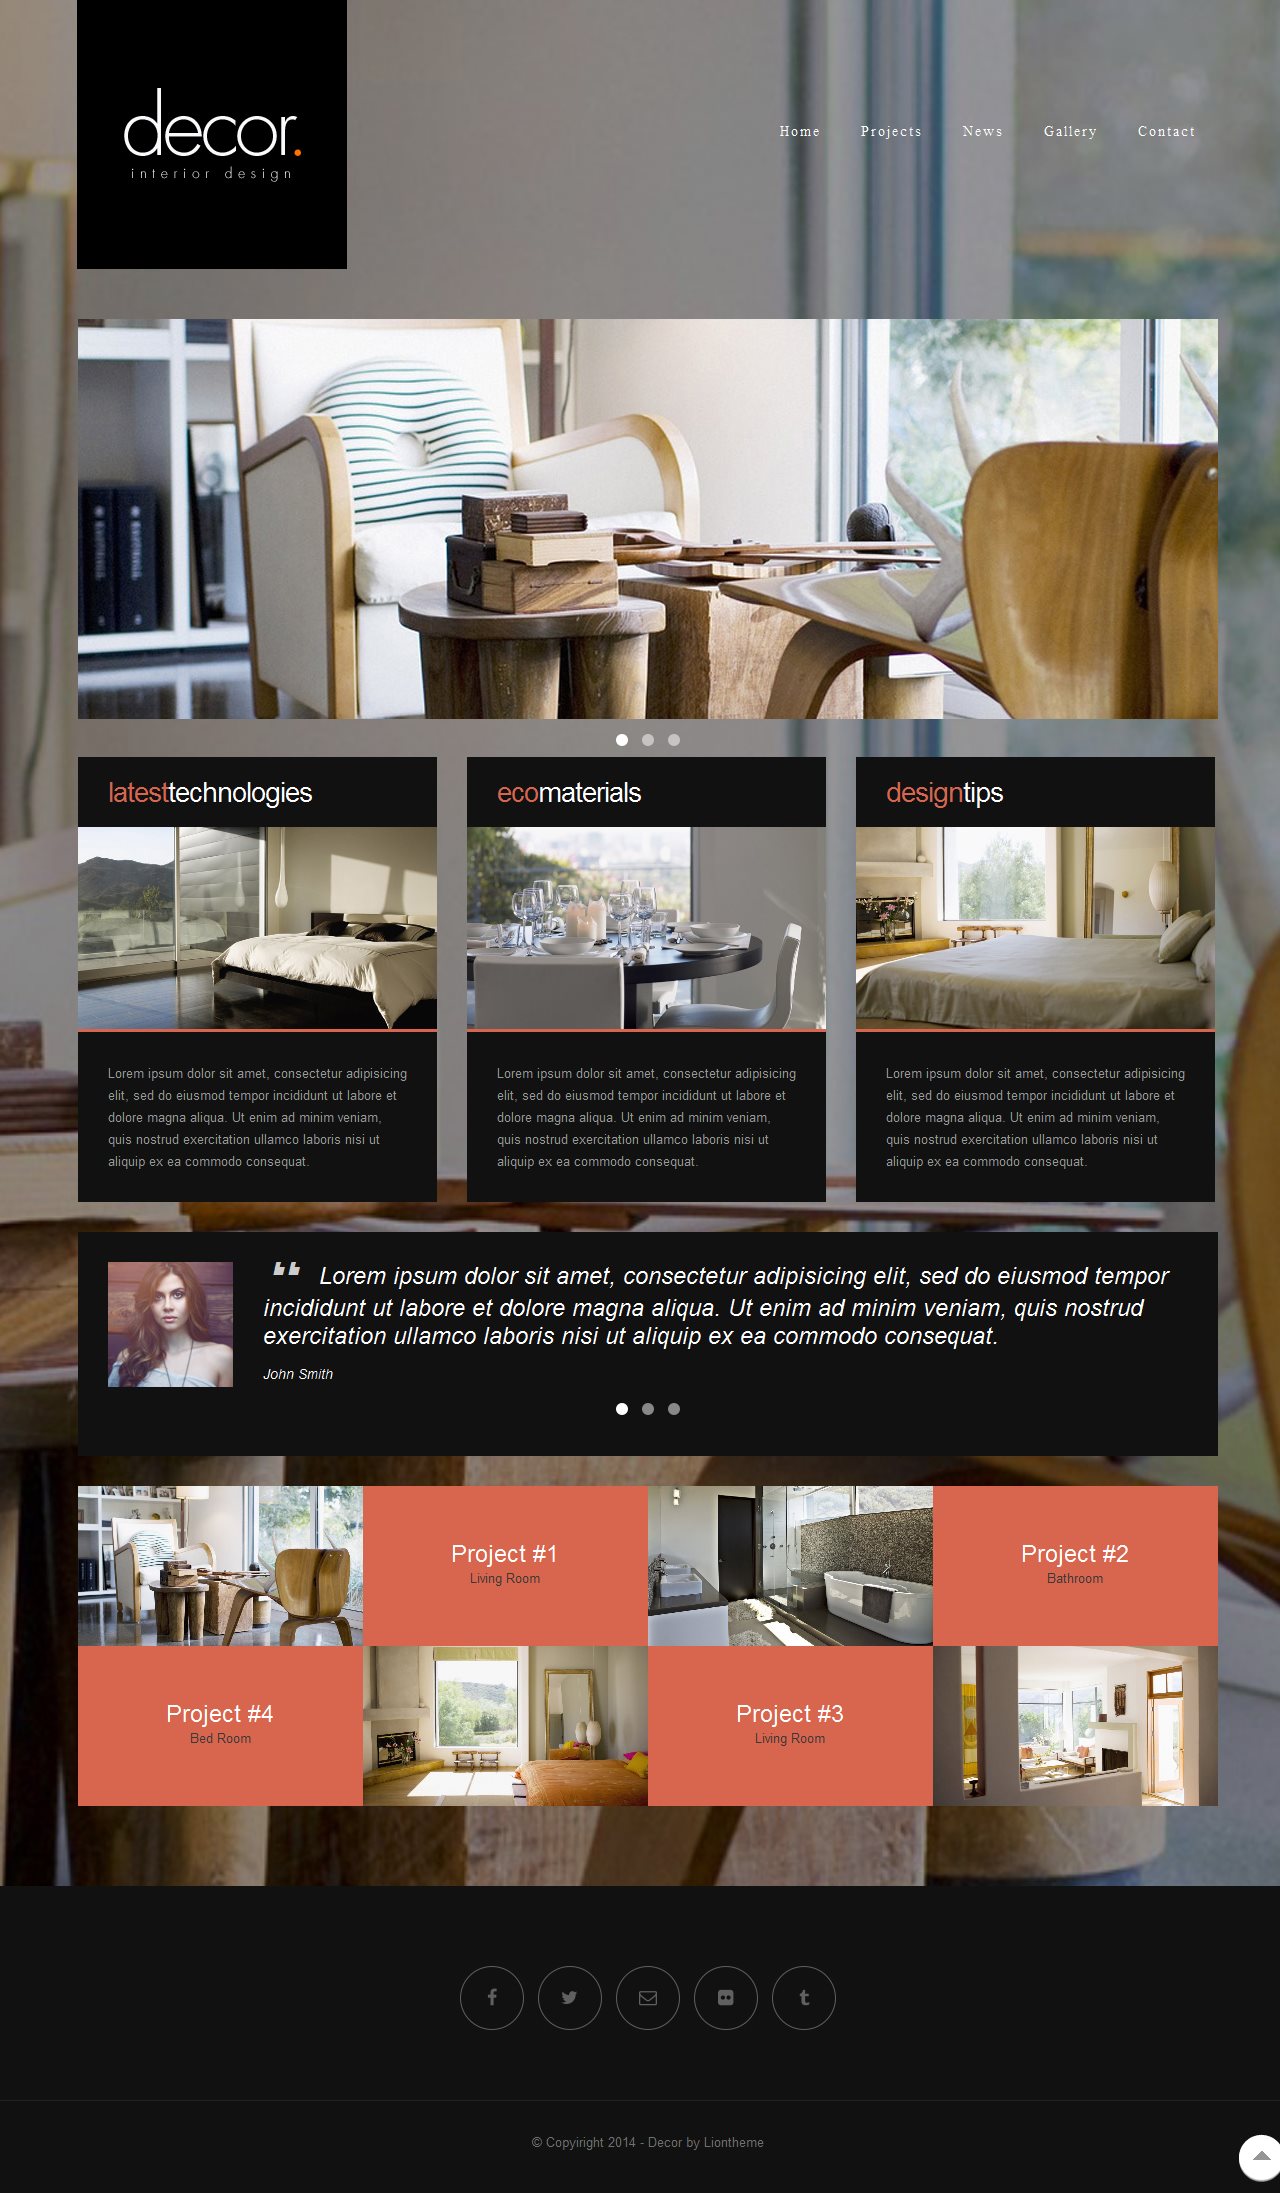 decor.
interior design
Home Projects News Gallery Contact
latesttechnologies
ecomaterials
designtips
Lorem ipsum dolor sit amet, consectetur adipisicing
elit, sed do eiusmod tempor incididunt ut labore et
dolore magna aliqua. Ut enim ad minim veniam,
quis nostrud exercitation ullamco laboris nisi ut
aliquip ex ea commodo consequat.
Lorem ipsum dolor sit amet, consectetur adipisicing
elit, sed do eiusmod tempor incididunt ut labore et
dolore magna aliqua. Ut enim ad minim veniam,
quis nostrud exercitation ullamco laboris nisi ut
aliquip ex ea commodo consequat.
Lorem ipsum dolor sit amet, consectetur adipisicing
elit, sed do eiusmod tempor incididunt ut labore et
dolore magna aliqua. Ut enim ad minim veniam,
quis nostrud exercitation ullamco laboris nisi ut
aliquip ex ea commodo consequat.
“ Lorem ipsum dolor sit amet, consectetur adipisicing elit, sed do eiusmod tempor
incididunt ut labore et dolore magna aliqua. Ut enim ad minim veniam, quis nostrud
exercitation ullamco laboris nisi ut aliquip ex ea commodo consequat.
John Smith
Project #1
Living Room
Project #2
Bathroom
Project #4
Bed Room
Project #3
Living Room
© Copyiright 2014 - Decor by Liontheme